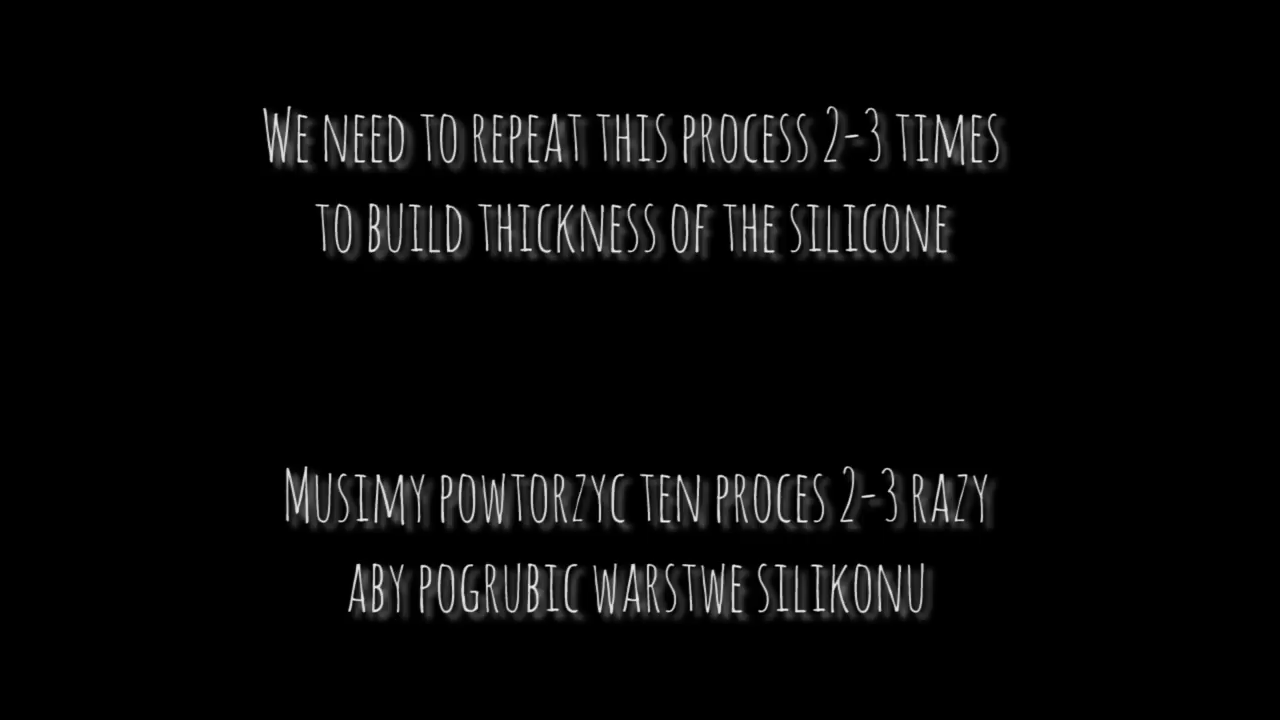 We need to repeat this process 2-3 times
to build thickness of the silicone
Musimy powtorzyc ten proces 2-3 razy
aby pogrubic warstwe silikonu